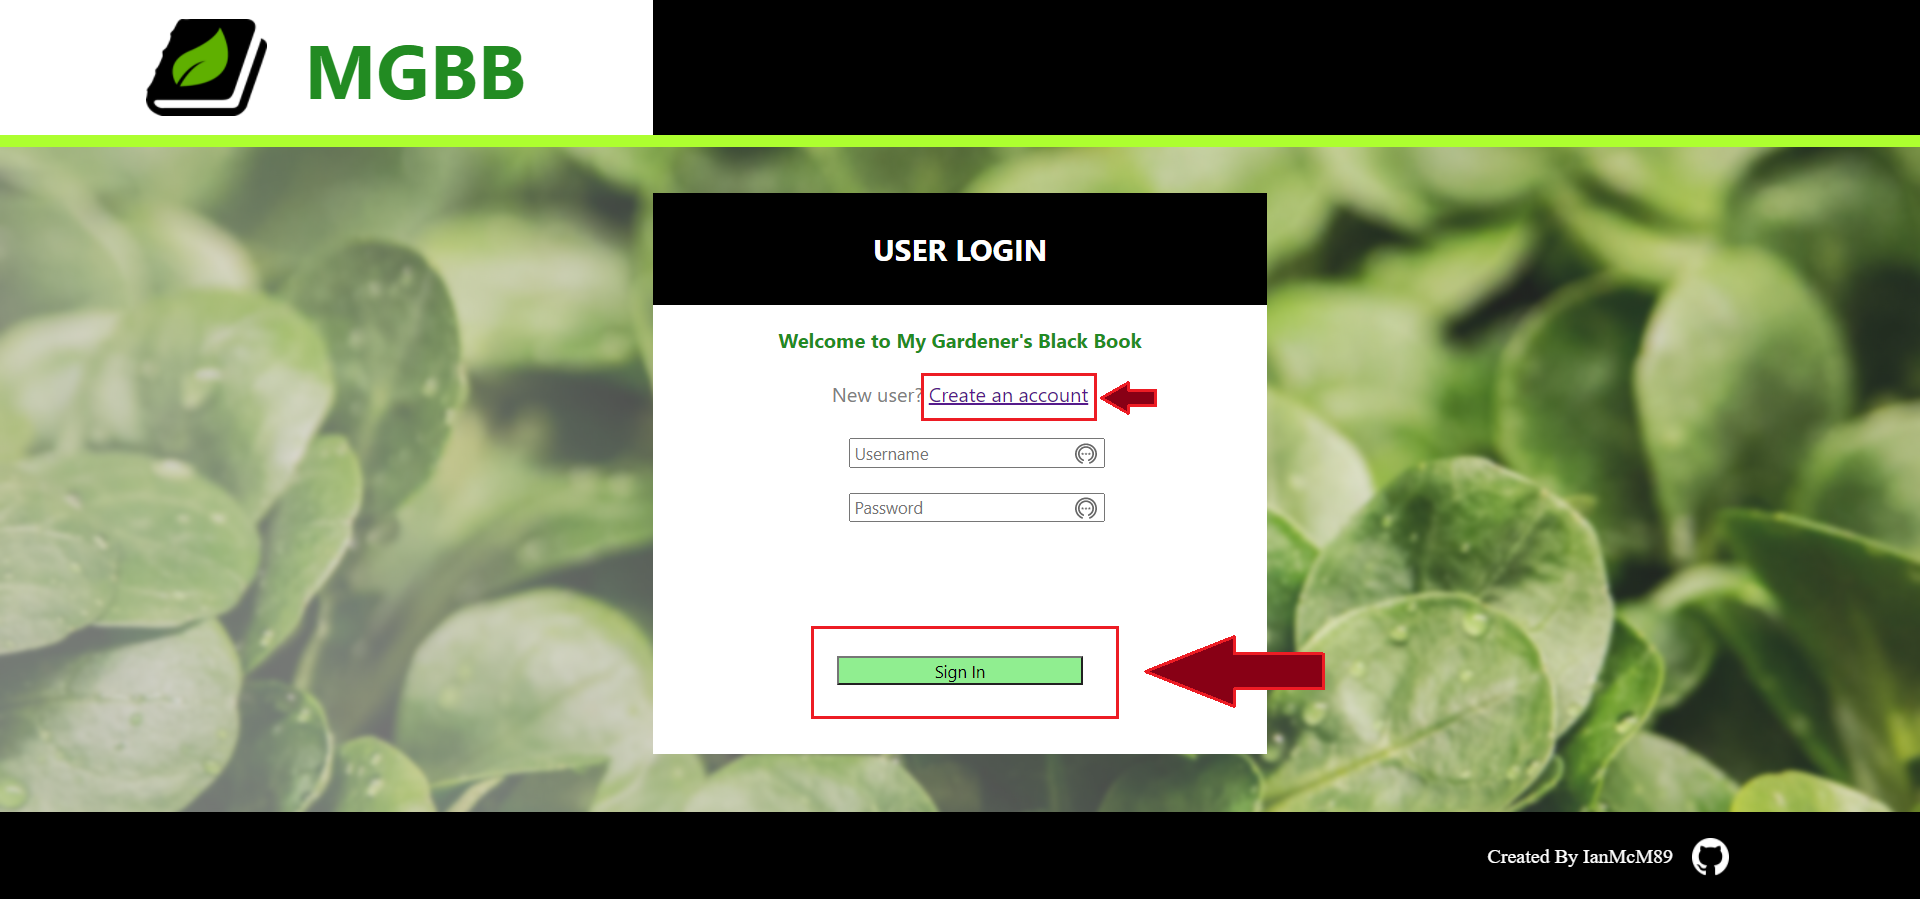 MGBB
USER LOGIN
Welcome to My Gardener's Black Book
New user? Create an account
Username
Password
Sign In
Created By IanMcM89